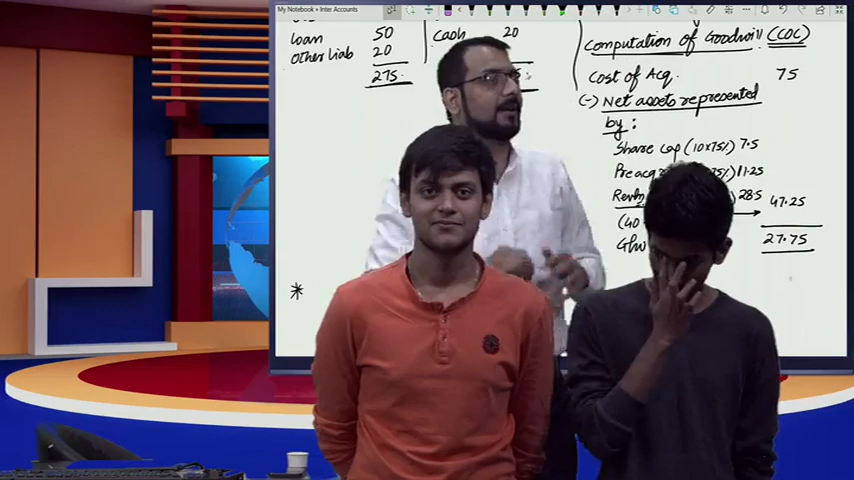 My Notebook • Inter Accounts
loan 50
Other Liab 20
275
Cash 20
Computation of Goodwill (COC)
Cost of Acq. 75
(-) Net assets represented
by:
Share cap (10x75%) 7.5
Pre acq 11.25
28.5 47.25
(40
27.75
*